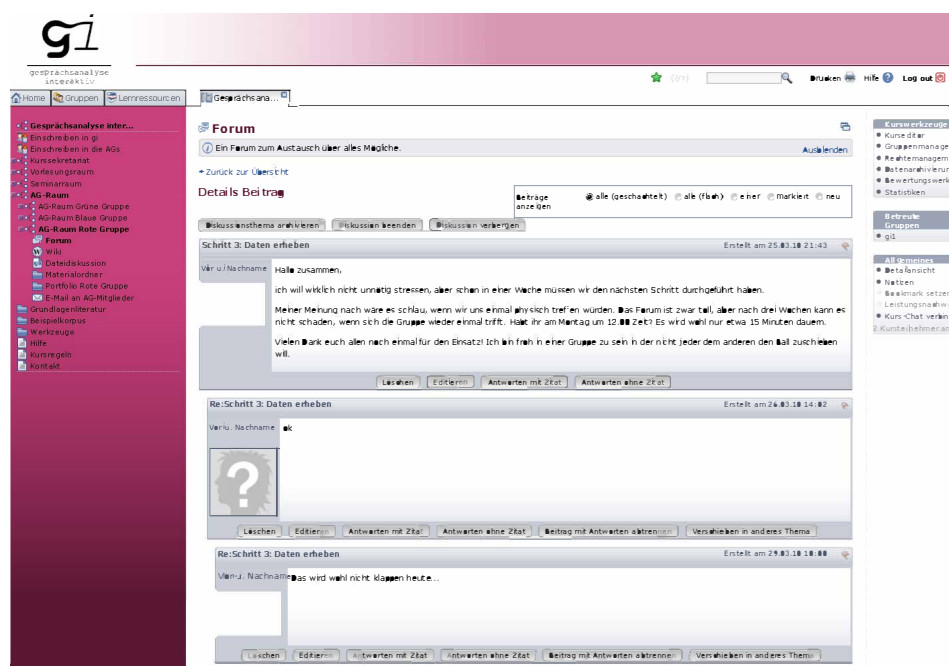 gi
gesprächsanalyse
interaktiv
Drucken Hilfe Log out
Home Gruppen Lernressourcen Gesprächsana...
Gesprächsanalyse inter...
Einschreiben in gi
Einschreiben in die AGs
Kurssekretariat
Vorlesungsraum
Seminarraum
AG-Raum
AG-Raum Grüne Gruppe
AG-Raum Blaue Gruppe
AG-Raum Rote Gruppe
Forum
Wiki
Dateidiskussion
Materialordner
Portfolio Rote Gruppe
E-Mail an AG-Mitglieder
Grundlagenliteratur
Beispielkorpus
Werkzeuge
Hilfe
Kursregeln
Kontakt
Forum
Ein Forum zum Austausch über alles Mögliche.
Ausblenden
Zurück zur Übersicht
Details Beitrag
Beiträge anzeigen
alle (geschachtelt) alle (flach) einer markiert neu
Diskussionsthema archivieren Diskussion beenden Diskussion verbergen
Schritt 3: Daten erheben Erstellt am 25.03.10 21:43
Vor u./Nachname
Hallo zusammen,
ich will wirklich nicht unnötig stressen, aber schon in einer Woche müssen wir den nächsten Schritt durchgeführt haben.
Meiner Meinung nach wäre es schlau, wenn wir uns einmal physisch treffen würden. Das Forum ist zwar toll, aber nach drei Wochen kann es
nicht schaden, wenn sich die Gruppe wieder einmal trifft. Habt ihr am Montag um 12.00 Zeit? Es wird wohl nur etwa 15 Minuten dauern.
Vielen Dank euch allen noch einmal für den Einsatz! Ich bin froh in einer Gruppe zu sein in der nicht jeder dem anderen den Ball zuschieben
will.
Löschen Editieren Antworten mit Zitat Antworten ohne Zitat
Re:Schritt 3: Daten erheben Erstellt am 26.03.10 14:02
Vor u. Nachname
ok
Löschen Editieren Antworten mit Zitat Antworten ohne Zitat Beitrag mit Antworten abtrennen Verschieben in anderes Thema
Re:Schritt 3: Daten erheben Erstellt am 29.03.10 10:00
Nachname
Das wird wohl nicht klappen heute...
Löschen Editieren Antworten mit Zitat Antworten ohne Zitat Beitrag mit Antworten abtrennen Verschieben in anderes Thema
Kurswerkzeuge
Kurseditor
Gruppenmanage
Rechtemanagem
Datenarchivierun
Bewertungswerk
Statistiken
Betreute
Gruppen
gi1
Allgemeines
Detailansicht
Notizen
Bookmark setzen
Leistungsnachw
Kurs-Chat verbin